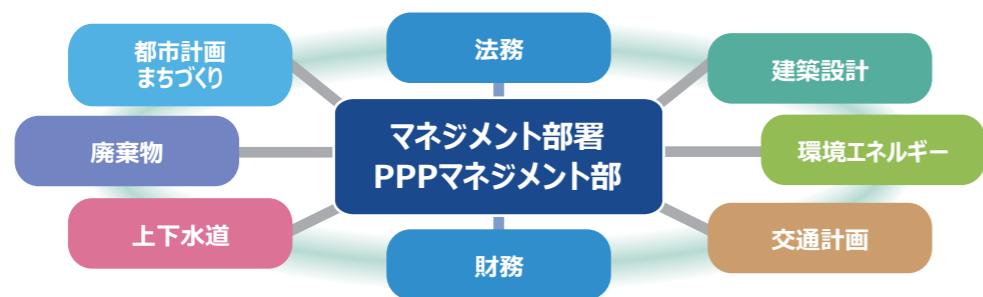 都市計画
まちづくり
法務
建築設計
廃棄物
マネジメント部署
PPPマネジメント部
環境エネルギー
上下水道
財務
交通計画